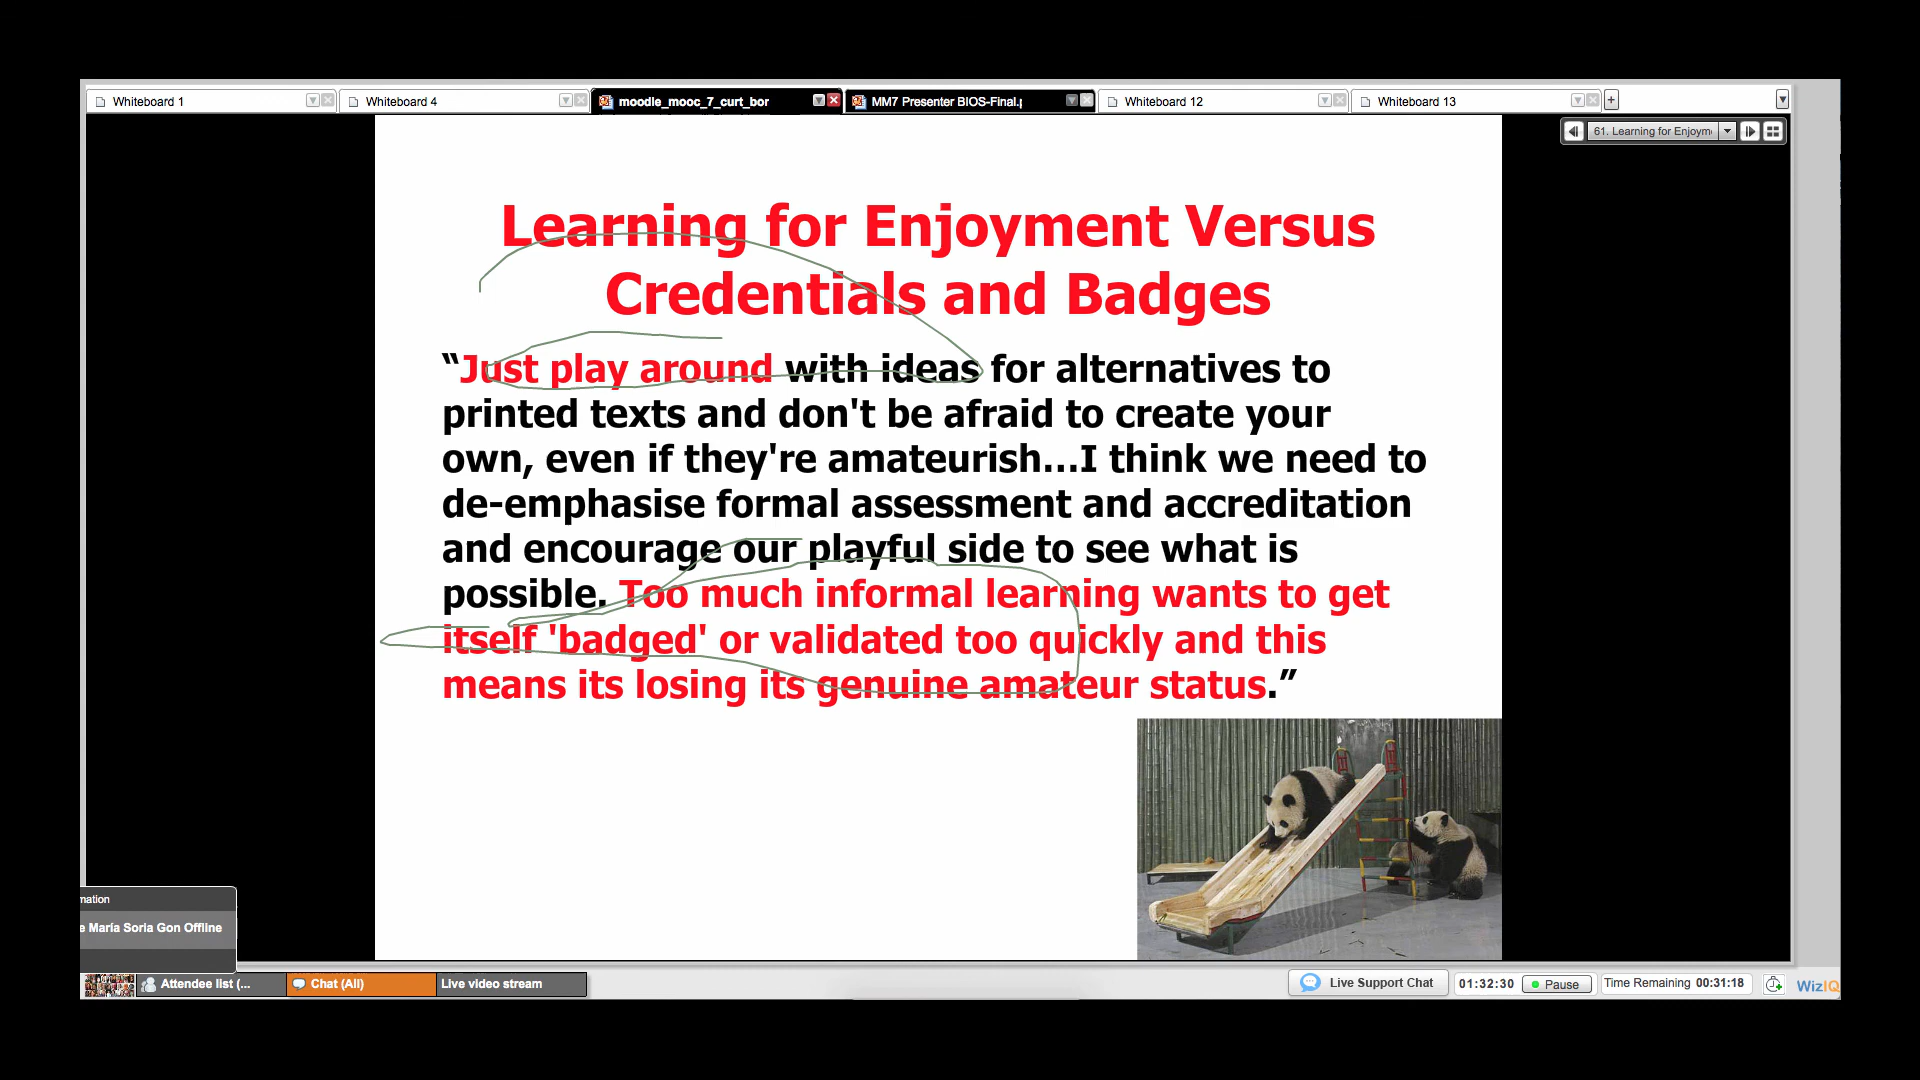 Whiteboard 1
Whiteboard 4
moodle_mooc_7_curt_bor
MM7 Presenter BIOS-Final.p
Whiteboard 12
Whiteboard 13
61. Learning for Enjoym
Learning for Enjoyment Versus
Credentials and Badges
“Just play around with ideas for alternatives to
printed texts and don't be afraid to create your
own, even if they're amateurish...I think we need to
de-emphasise formal assessment and accreditation
and encourage our playful side to see what is
possible. Too much informal learning wants to get
itself 'badged' or validated too quickly and this
means its losing its genuine amateur status.”
mation
e María Soria Gon Offline
Attendee list (...
Chat (All)
Live video stream
Live Support Chat
01:32:30
Pause
Time Remaining 00:31:18
WizIQ